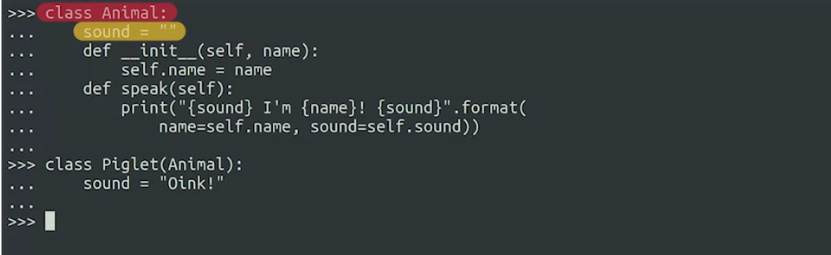 >>> class Animal:
...     sound = ""
...     def __init__(self, name):
...         self.name = name
...     def speak(self):
...         print("{sound} I'm {name}! {sound}".format(
...             name=self.name, sound=self.sound))
...
>>> class Piglet(Animal):
...     sound = "Oink!"
...
>>>